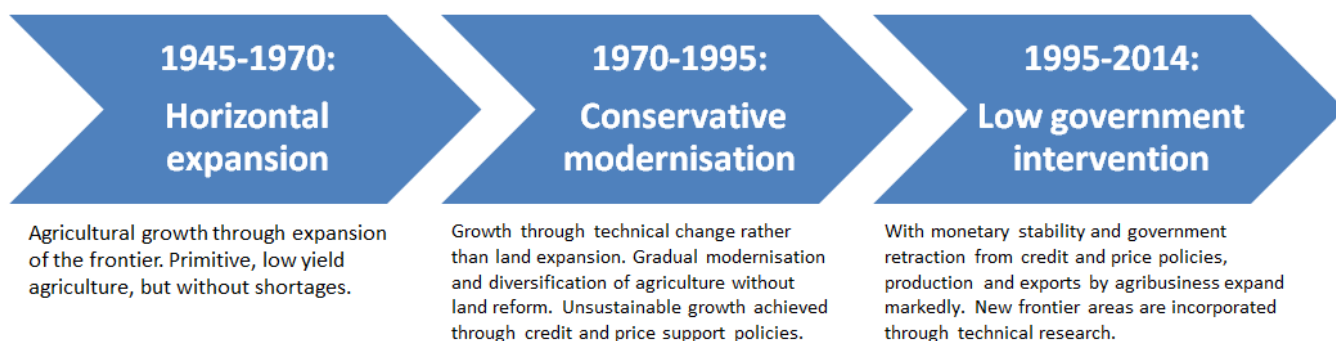 1945-1970:
Horizontal
expansion
Agricultural growth through expansion
of the frontier. Primitive, low yield
agriculture, but without shortages.
1970-1995:
Conservative
modernisation
Growth through technical change rather
than land expansion. Gradual modernisation
and diversification of agriculture without
land reform. Unsustainable growth achieved
through credit and price support policies.
1995-2014:
Low government
intervention
With monetary stability and government
retraction from credit and price policies,
production and exports by agribusiness expand
markedly. New frontier areas are incorporated
through technical research.